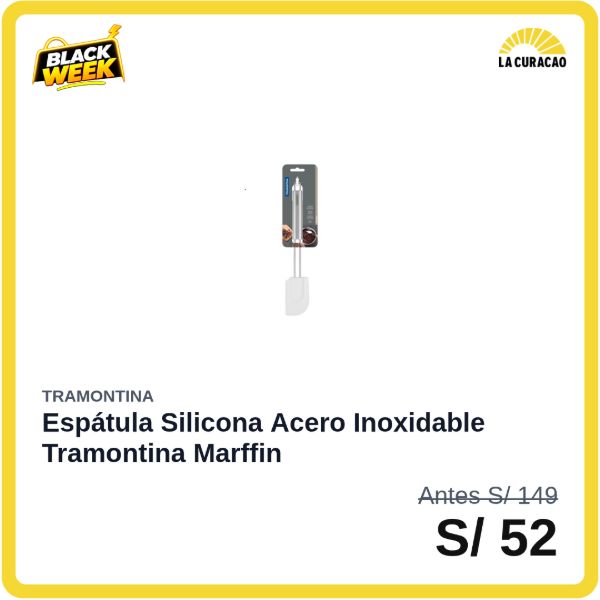 BLACK
WEEK
LA CURACAO
TRAMONTINA
Espátula Silicona Acero Inoxidable
Tramontina Marffin
Antes S/ 149
S/ 52